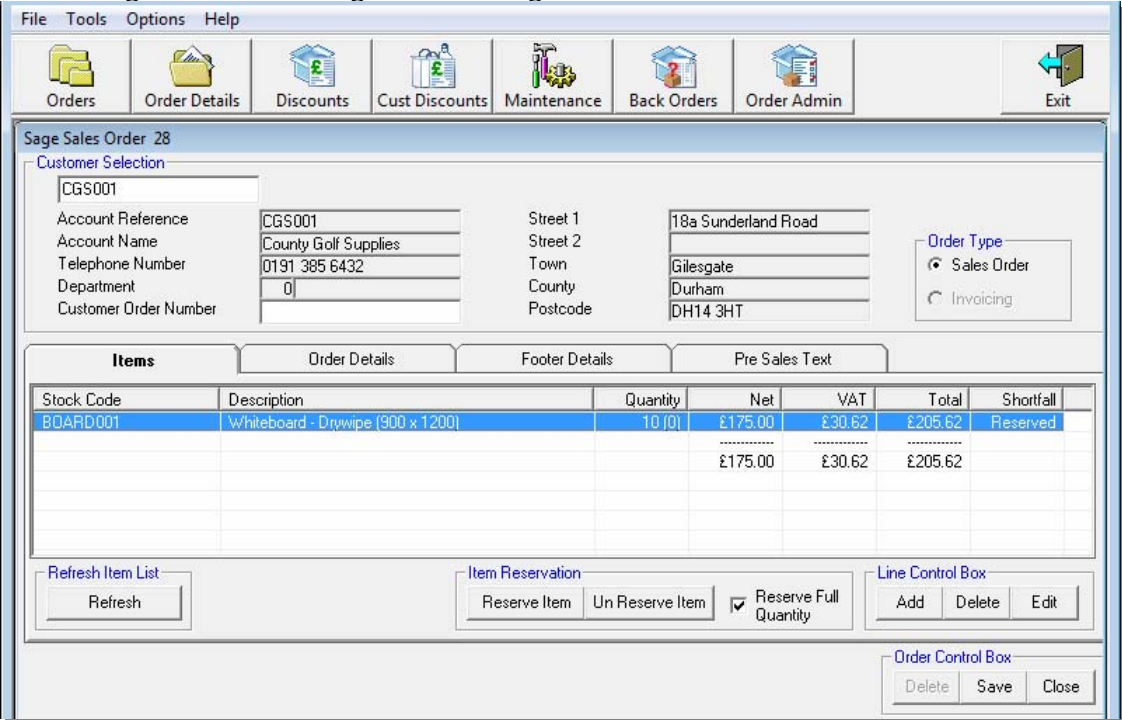 File Tools Options Help
Orders Order Details Discounts Cust Discounts Maintenance Back Orders Order Admin Exit
Sage Sales Order 28
Customer Selection
CGS001
Account Reference CGS001 Street 1 18a Sunderland Road
Account Name County Golf Supplies Street 2 Order Type
Telephone Number 0191 385 6432 Town Gilesgate Sales Order
Department 0 County Durham Invoicing
Customer Order Number Postcode DH14 3HT
Items Order Details Footer Details Pre Sales Text
Stock Code Description Quantity Net VAT Total Shortfall
BOARD001 Whiteboard - Drywipe (900 x 1200) 10 (0) £175.00 £30.62 £205.62 Reserved
------------- ------------- -------------
£175.00 £30.62 £205.62
Refresh Item List Item Reservation Line Control Box
Refresh Reserve Item Un Reserve Item Reserve Full Quantity Add Delete Edit
Order Control Box
Delete Save Close